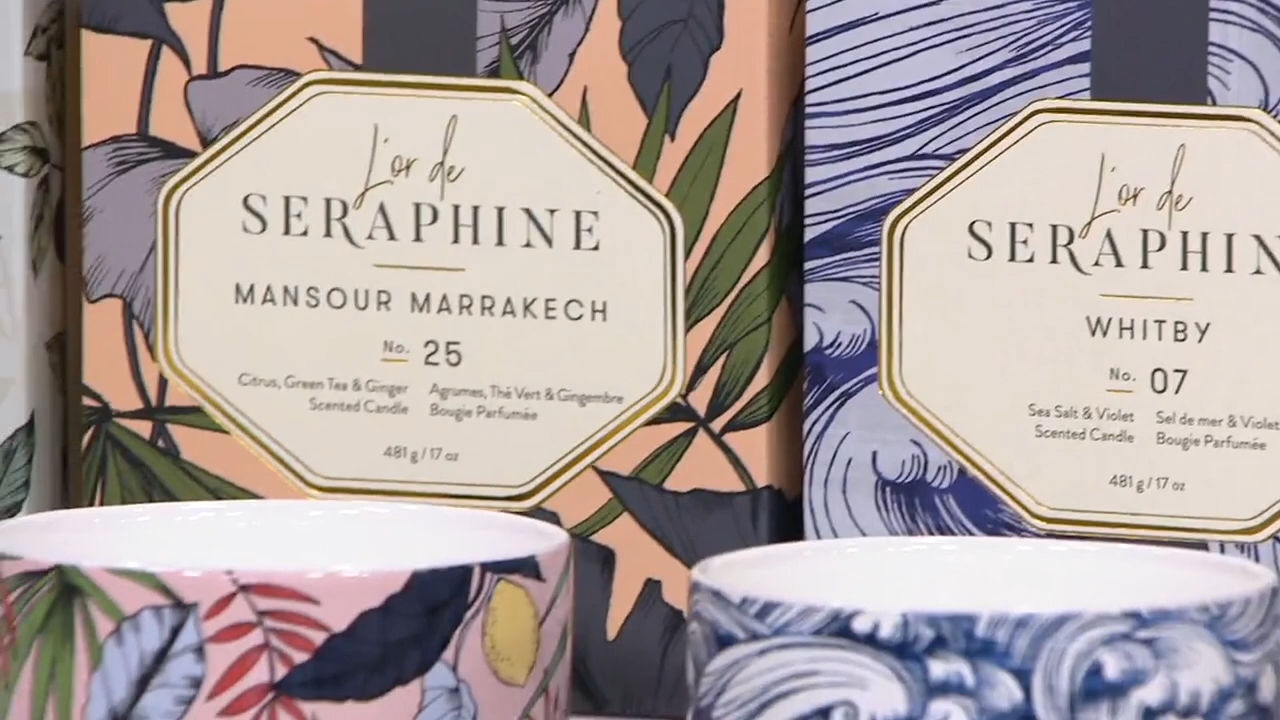 L'or de
SERAPHINE
MANSOUR MARRAKECH
No. 25
Citrus, Green Tea & Ginger
Scented Candle
Agrumes, Thé Vert & Gingembre
Bougie Parfumée
481 g / 17 oz
L'or de
SERAPHIN
WHITBY
No. 07
Sea Salt & Violet
Scented Candle
Sel de mer & Violet
Bougie Parfumée
481 g / 17 oz